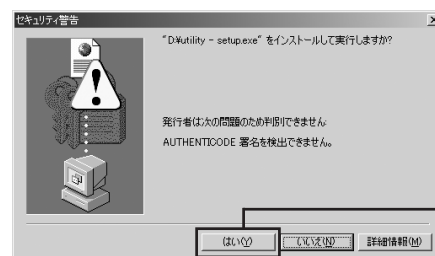 セキュリティ警告
"D¥utility - setup.exe" をインストールして実行しますか?
発行者は次の問題のため判別できません:
AUTHENTICODE 署名を検出できません。
はい(Y) いいえ(N) 詳細情報(M)